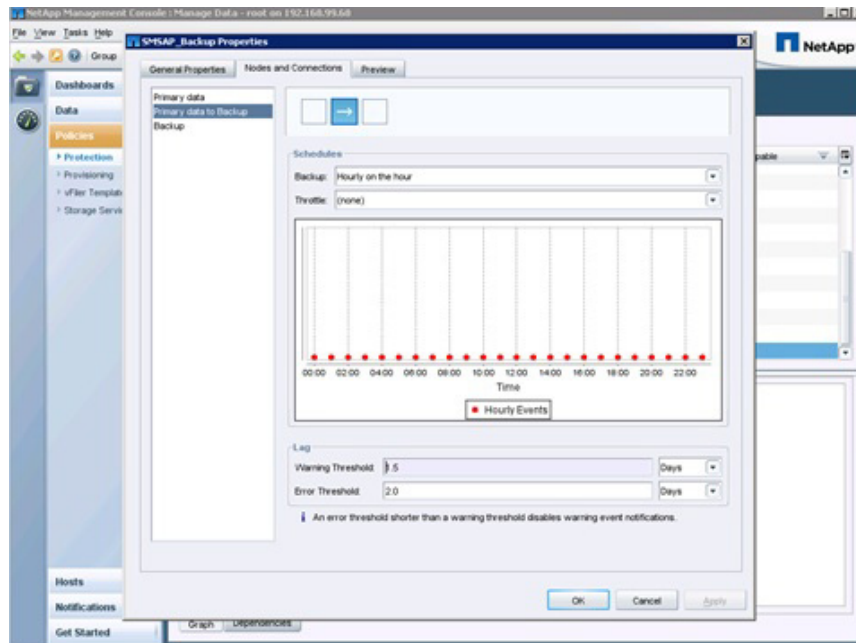 NetApp Management Console : Manage Data - root on 192.168.99.60
File View Tasks Help
Group
NetApp
SMSAP_Backup Properties
General Properties Nodes and Connections Preview
Dashboards
Data
Policies
Protection
Provisioning
vFiler Templat
Storage Servi
Primary data
Primary data to Backup
Backup
Schedules
Backup: Hourly on the hour
Throttle: (none)
pable
00:00 02:00 04:00 06:00 08:00 10:00 12:00 14:00 16:00 18:00 20:00 22:00
Time
Hourly Events
Lag
Warning Threshold: 1.5 Days
Error Threshold: 2.0 Days
An error threshold shorter than a warning threshold disables warning event notifications.
OK Cancel Apply
Hosts
Notifications
Get Started
Graph Dependencies